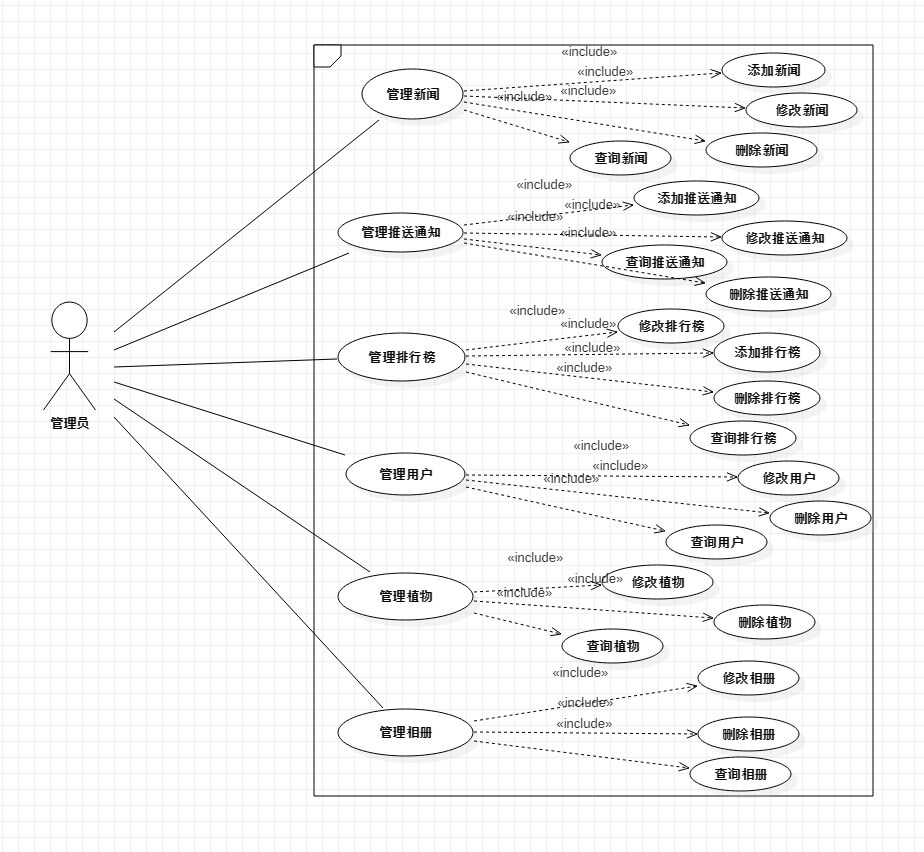 «include»
添加新闻
«include»
管理新闻
«include»
«include»
修改新闻
删除新闻
查询新闻
«include»
添加推送通知
«include»
«include»
管理推送通知
«include»
修改推送通知
查询推送通知
删除推送通知
«include»
«include»
修改排行榜
«include»
添加排行榜
管理排行榜
«include»
删除排行榜
管理员
查询排行榜
«include»
«include»
管理用户
«include»
修改用户
删除用户
查询用户
«include»
«include»
修改植物
«include»
管理植物
删除植物
查询植物
«include»
修改相册
«include»
«include»
管理相册
删除相册
查询相册